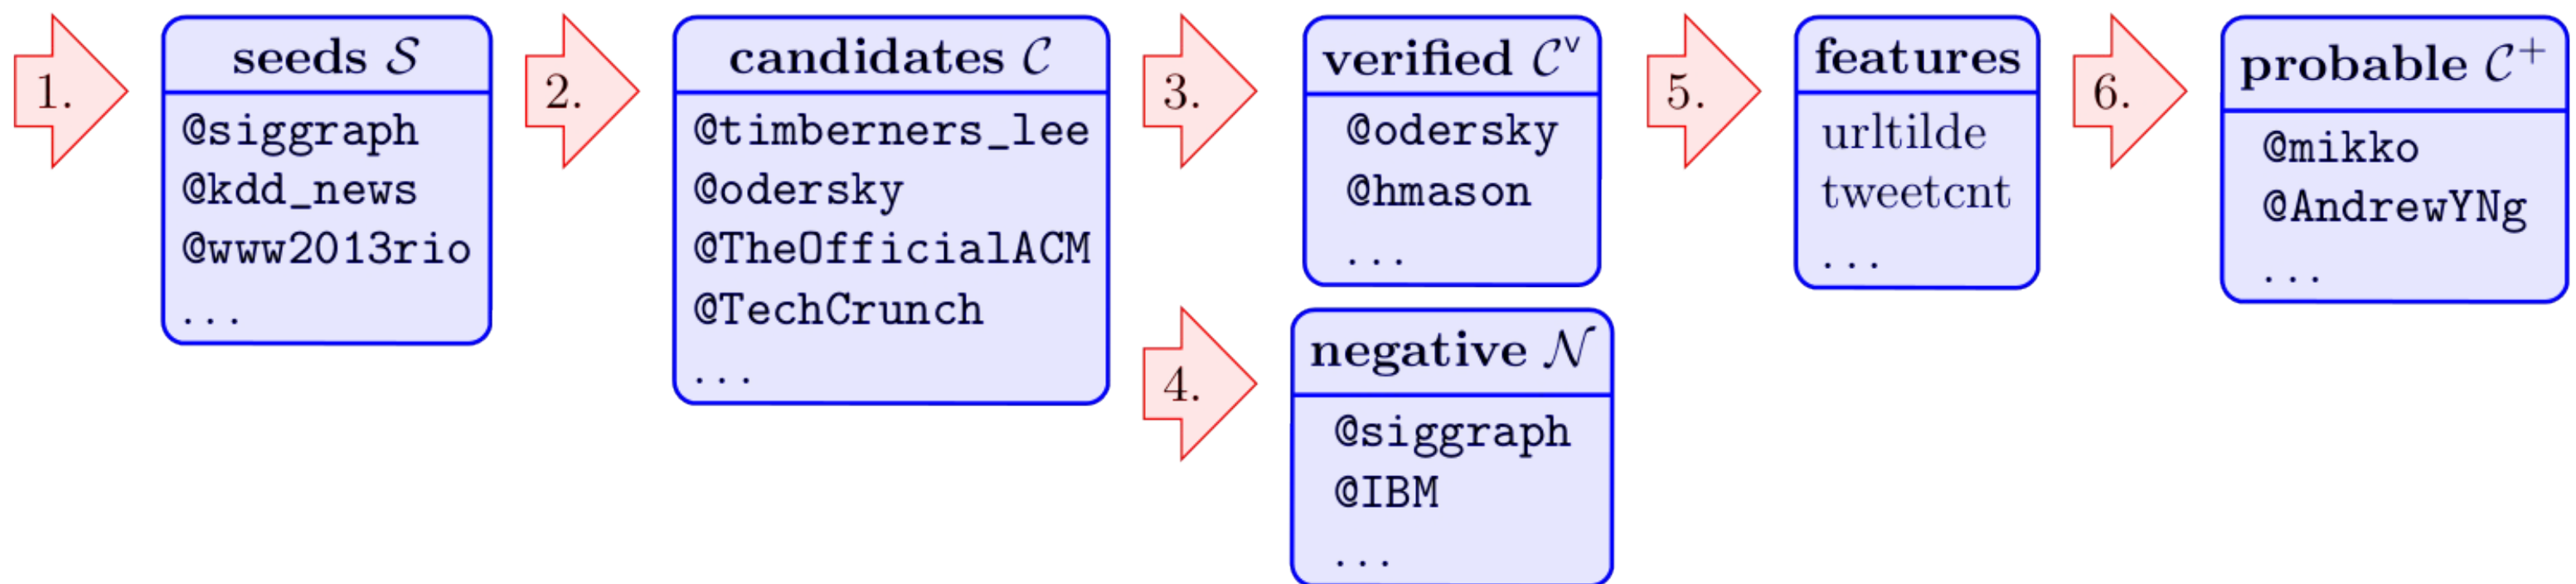 1.
seeds 𝒮
@siggraph
@kdd_news
@www2013rio
...
2.
candidates 𝒞
@timberners_lee
@odersky
@TheOfficialACM
@TechCrunch
...
3.
verified 𝒞ᵛ
@odersky
@hmason
...
4.
negative 𝒩
@siggraph
@IBM
...
5.
features
urltilde
tweetcnt
...
6.
probable 𝒞⁺
@mikko
@AndrewYNg
...